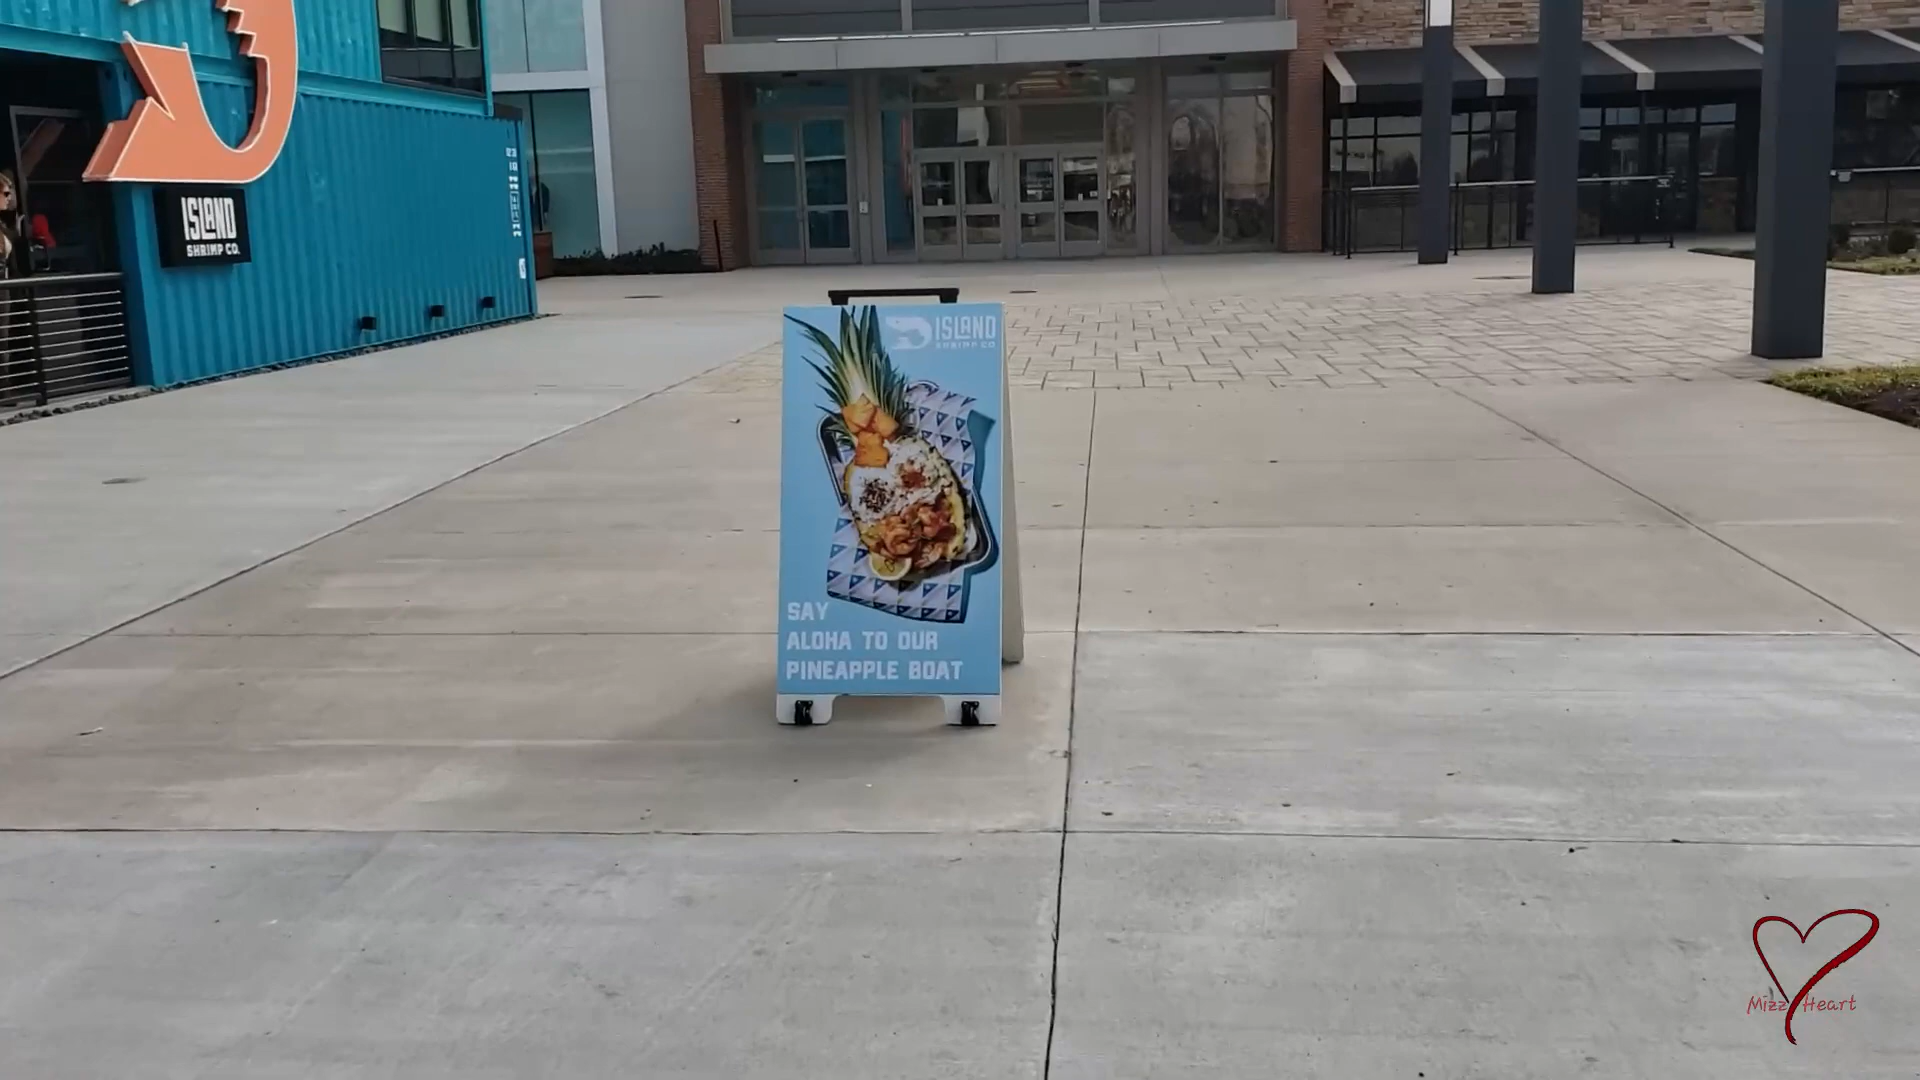 ISLAND
SHRIMP CO.
ISLAND
SHRIMP CO
SAY
ALOHA TO OUR
PINEAPPLE BOAT
Mizz Heart